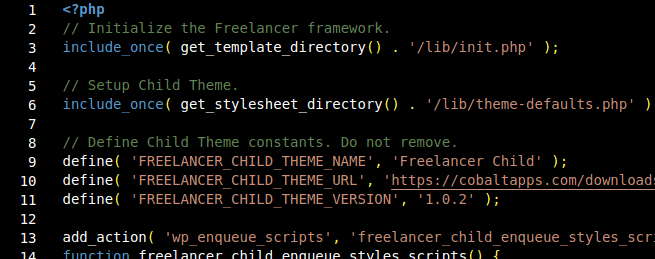 1 <?php
2 // Initialize the Freelancer framework.
3 include_once( get_template_directory() . '/lib/init.php' );
4
5 // Setup Child Theme.
6 include_once( get_stylesheet_directory() . '/lib/theme-defaults.php' )
7
8 // Define Child Theme constants. Do not remove.
9 define( 'FREELANCER_CHILD_THEME_NAME', 'Freelancer Child' );
10 define( 'FREELANCER_CHILD_THEME_URL', 'https://cobaltapps.com/downloads
11 define( 'FREELANCER_CHILD_THEME_VERSION', '1.0.2' );
12
13 add_action( 'wp_enqueue_scripts', 'freelancer_child_enqueue_styles_scri
14 function freelancer_child_enqueue_styles_scripts() {